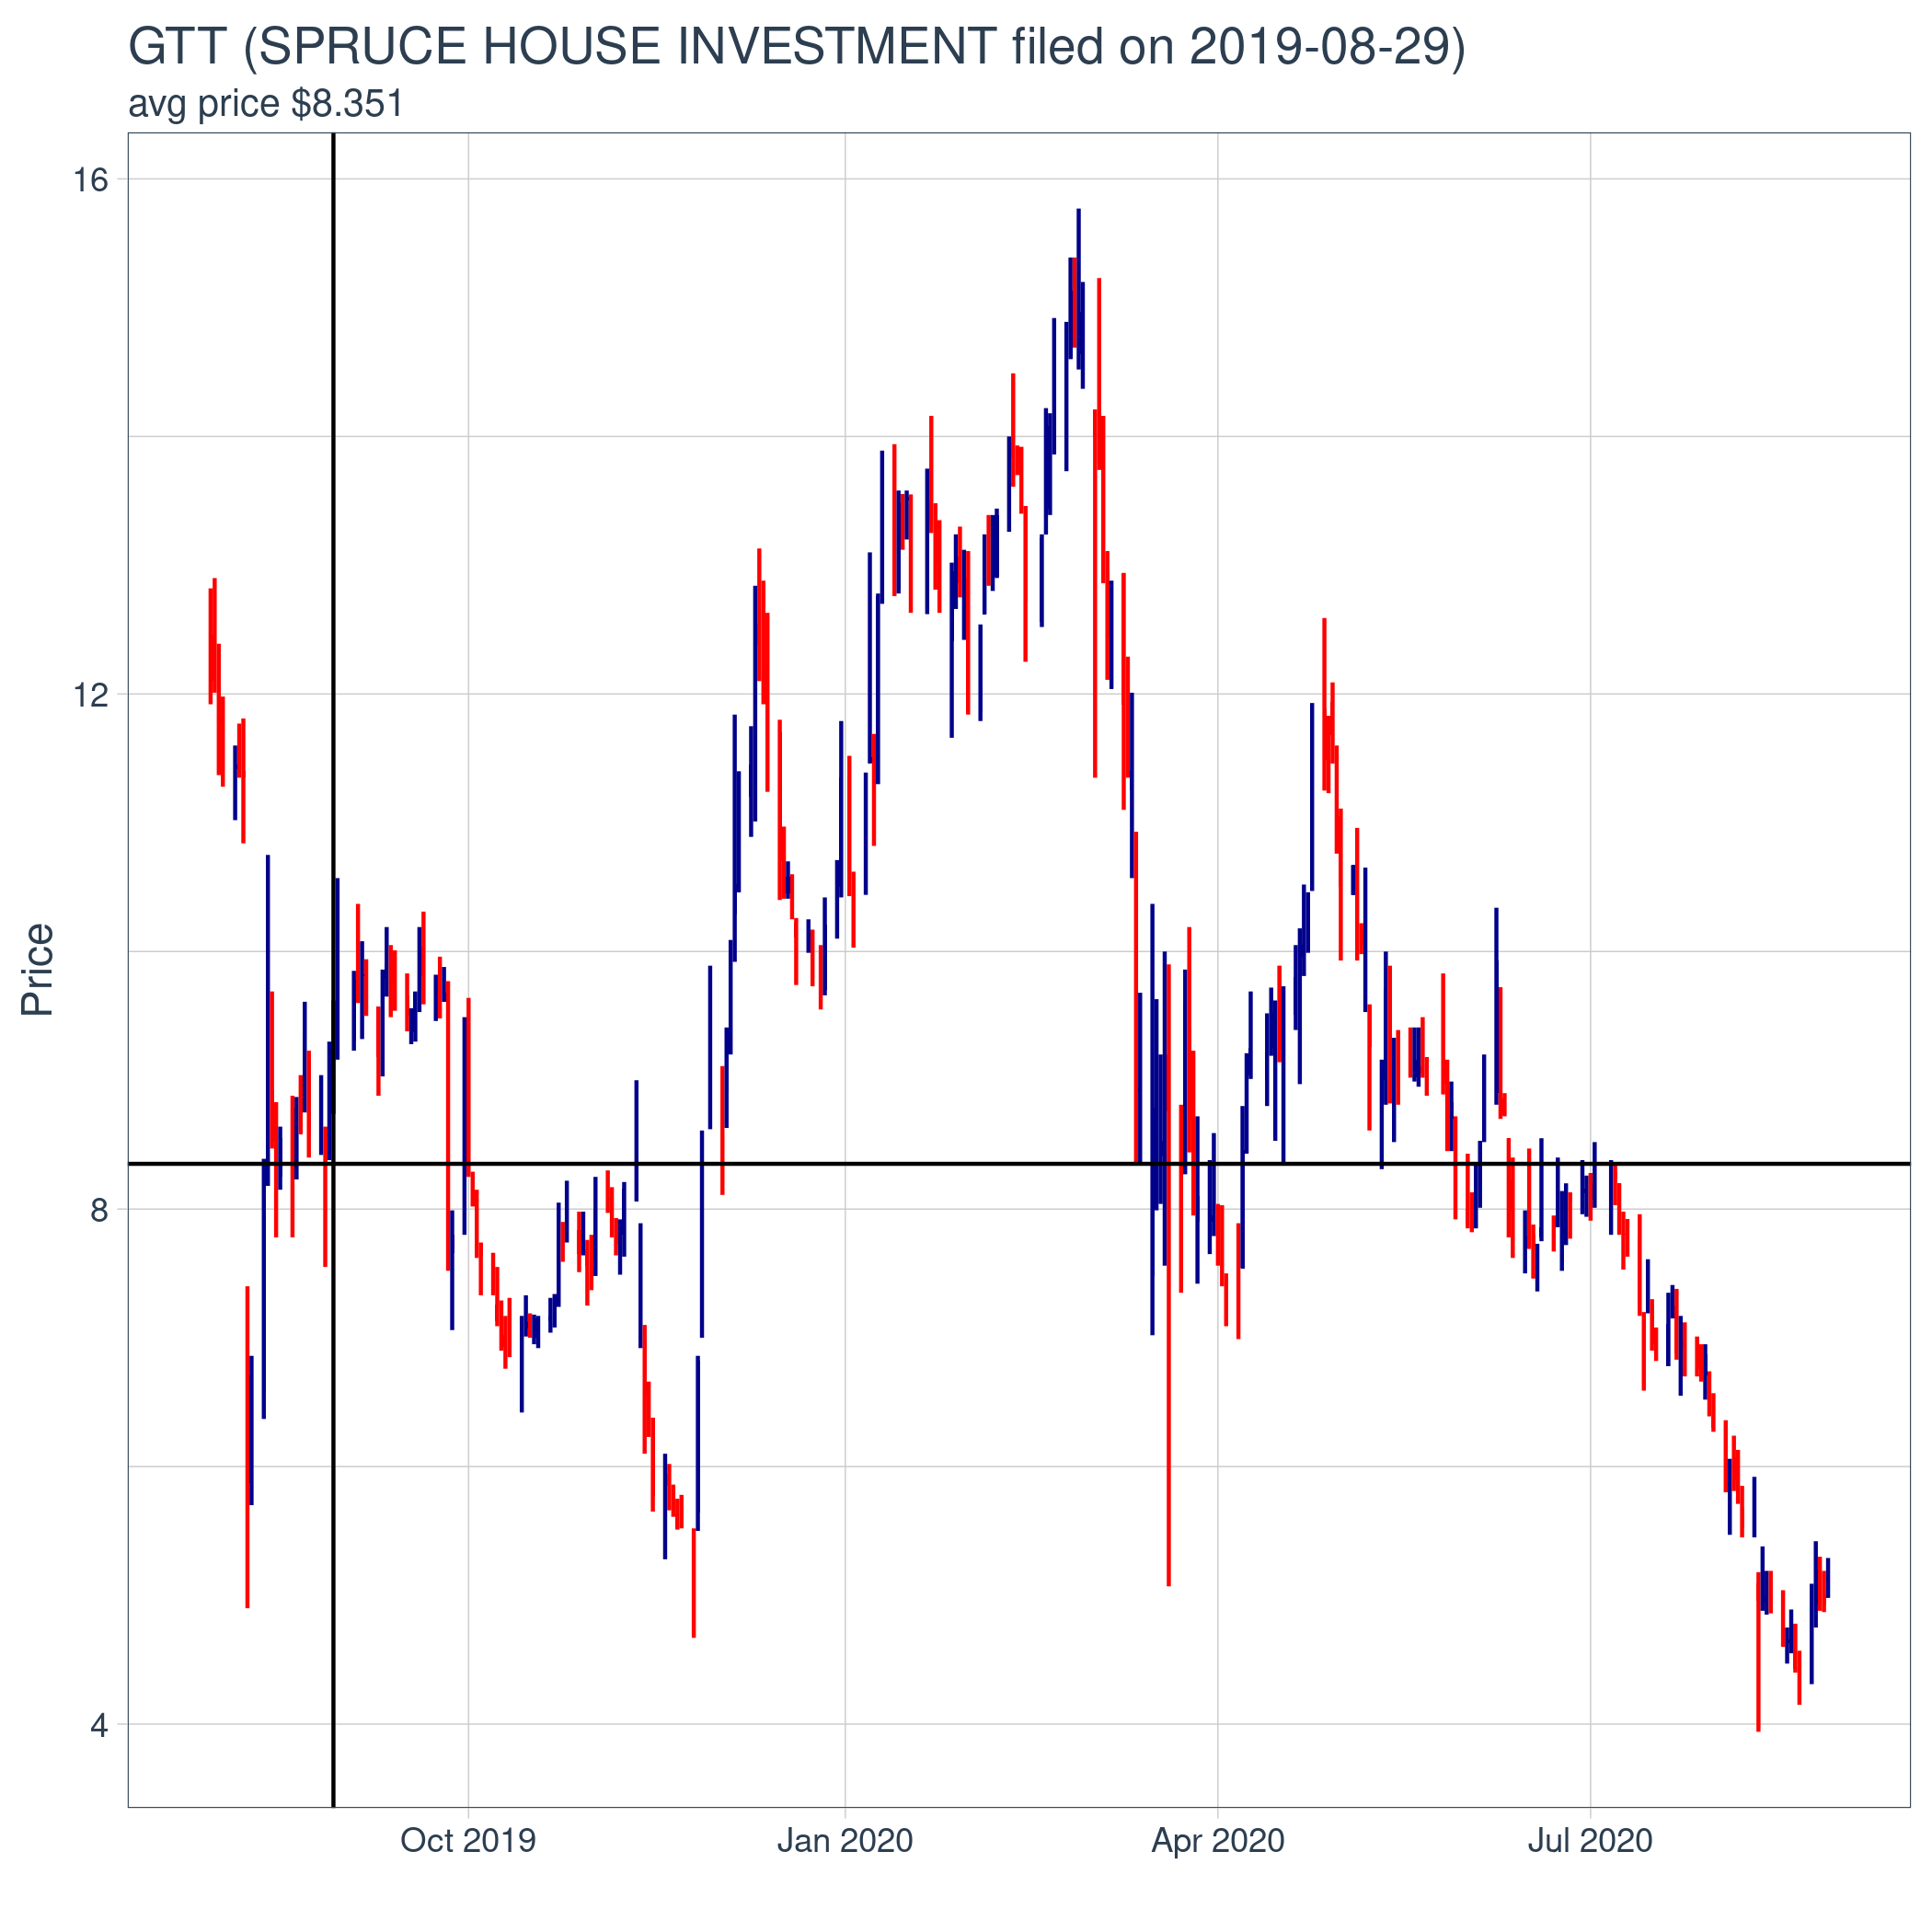 GTT (SPRUCE HOUSE INVESTMENT filed on 2019-08-29)
avg price $8.351
16
12
8
4
Price
Oct 2019
Jan 2020
Apr 2020
Jul 2020